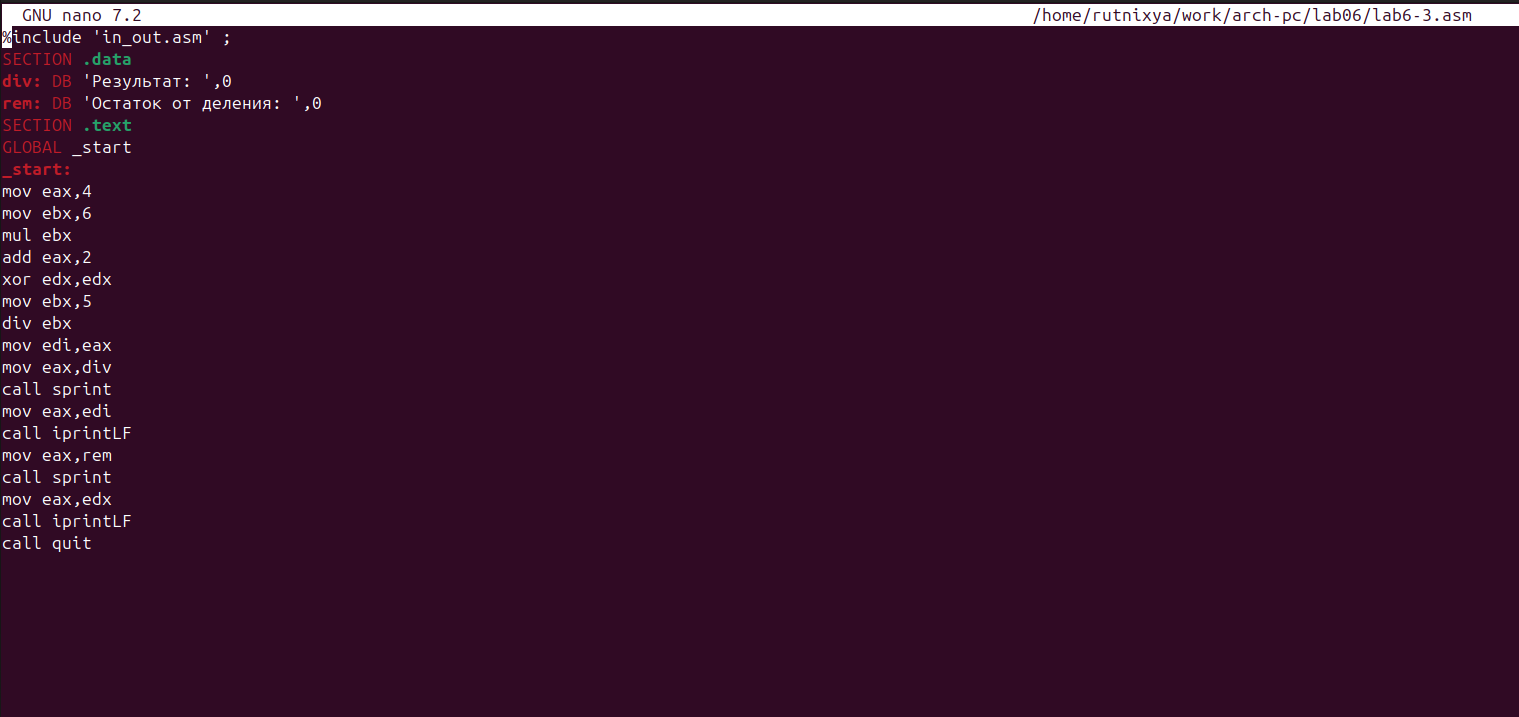 GNU nano 7.2 /home/rutnixya/work/arch-pc/lab06/lab6-3.asm
%include 'in_out.asm' ;
SECTION .data
div: DB 'Результат: ',0
rem: DB 'Остаток от деления: ',0
SECTION .text
GLOBAL _start
_start:
mov eax,4
mov ebx,6
mul ebx
add eax,2
xor edx,edx
mov ebx,5
div ebx
mov edi,eax
mov eax,div
call sprint
mov eax,edi
call iprintLF
mov eax,rem
call sprint
mov eax,edx
call iprintLF
call quit